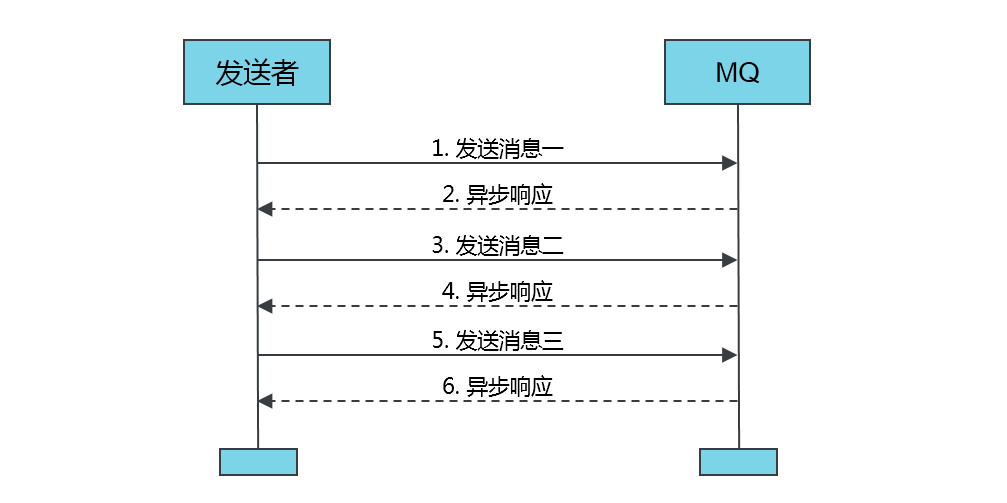 发送者
MQ
1. 发送消息一
2. 异步响应
3. 发送消息二
4. 异步响应
5. 发送消息三
6. 异步响应